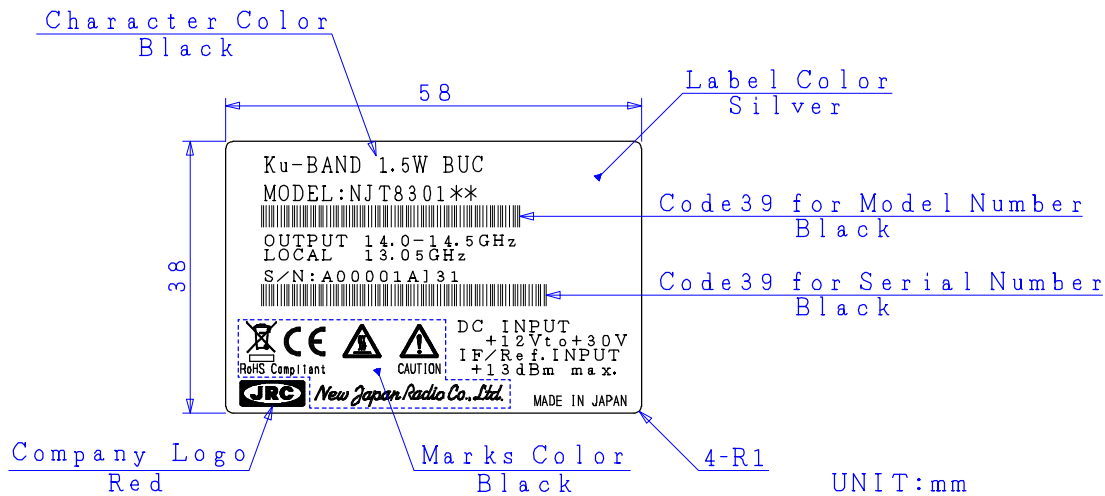 Character Color
Black
58
Label Color
Silver
Ku-BAND 1.5W BUC
MODEL:NJT8301**
Code39 for Model Number
Black
OUTPUT 14.0-14.5GHz
LOCAL 13.05GHz
38
S/N:A00001AJ31
Code39 for Serial Number
Black
DC INPUT
+12Vto+30V
IF/Ref.INPUT
+13dBm max.
CE
RoHS Compliant
CAUTION
JRC
New Japan Radio Co.,Ltd.
MADE IN JAPAN
Company Logo
Red
Marks Color
Black
4-R1
UNIT:mm